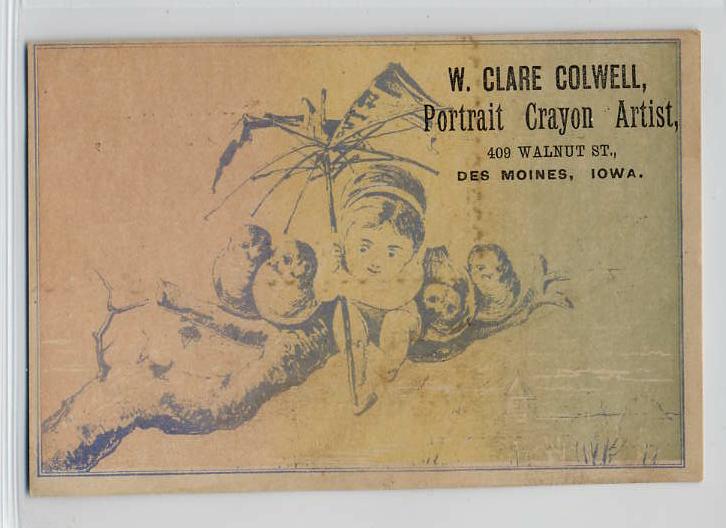 W. CLARE COLWELL,
Portrait Crayon Artist,
409 WALNUT ST.,
DES MOINES, IOWA.